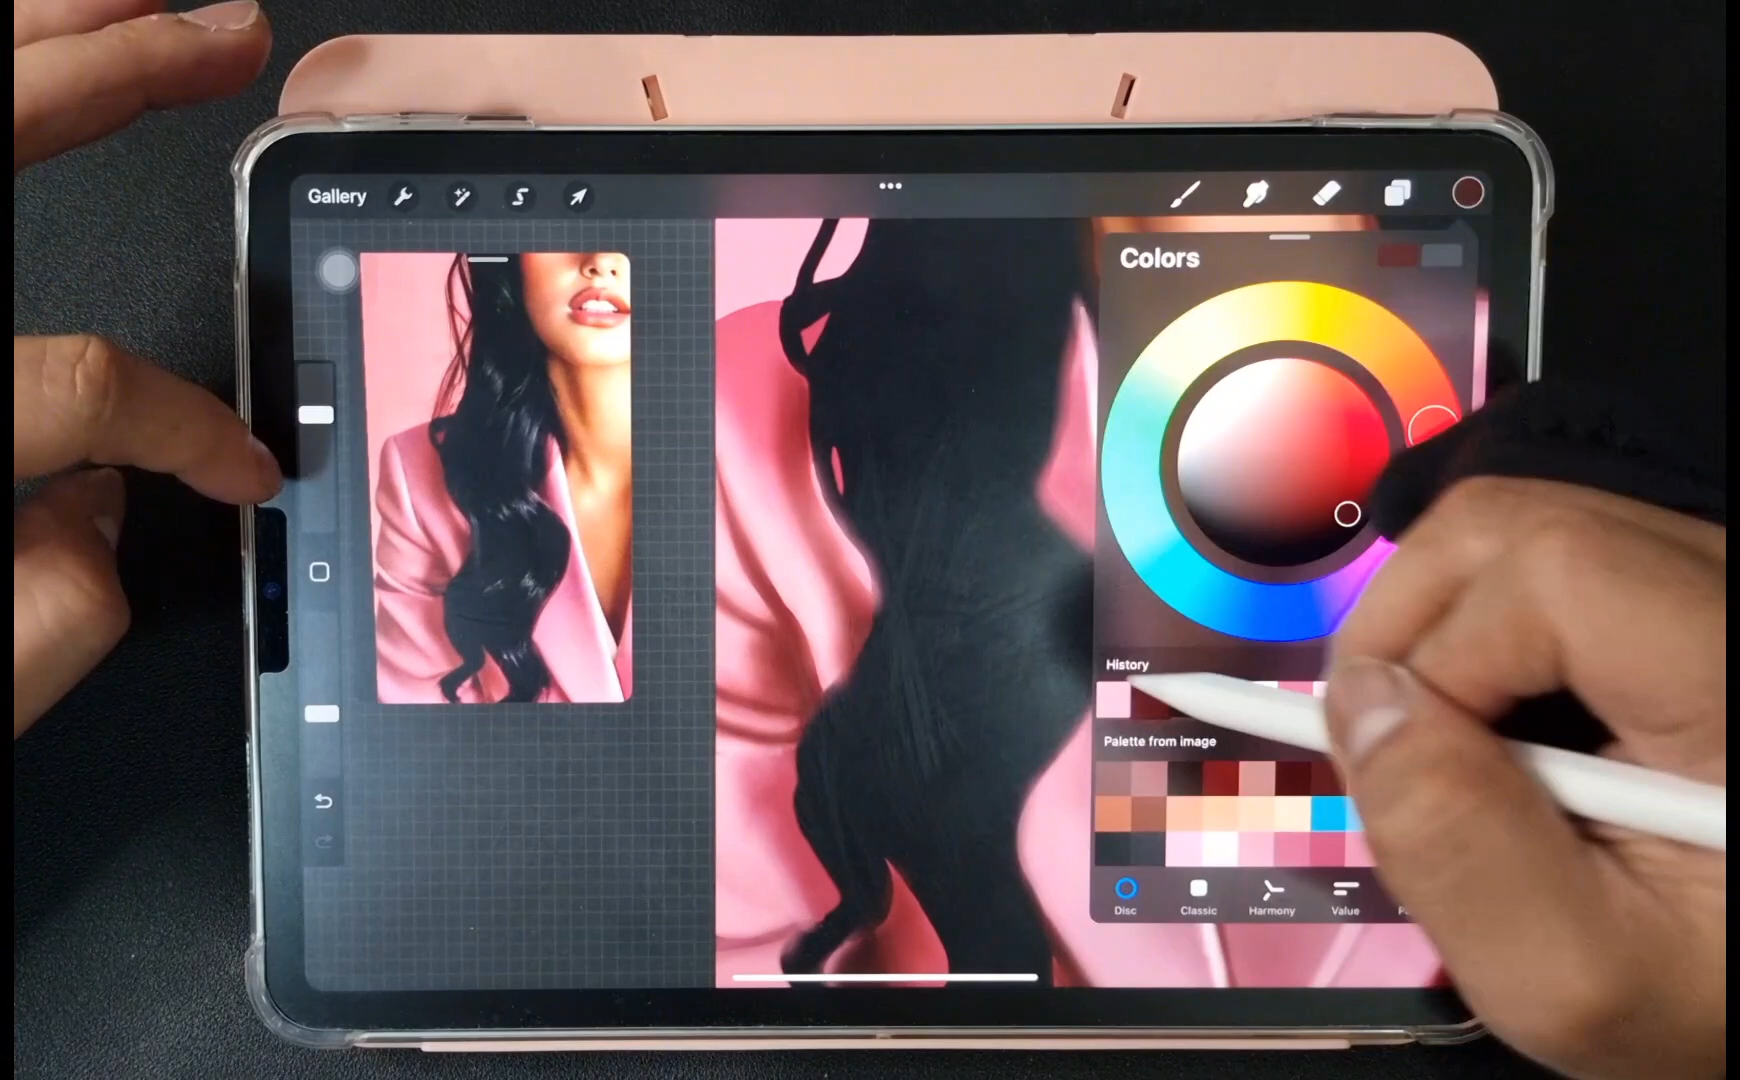 Gallery
Colors
History
Palette from image
Disc
Classic
Harmony
Value